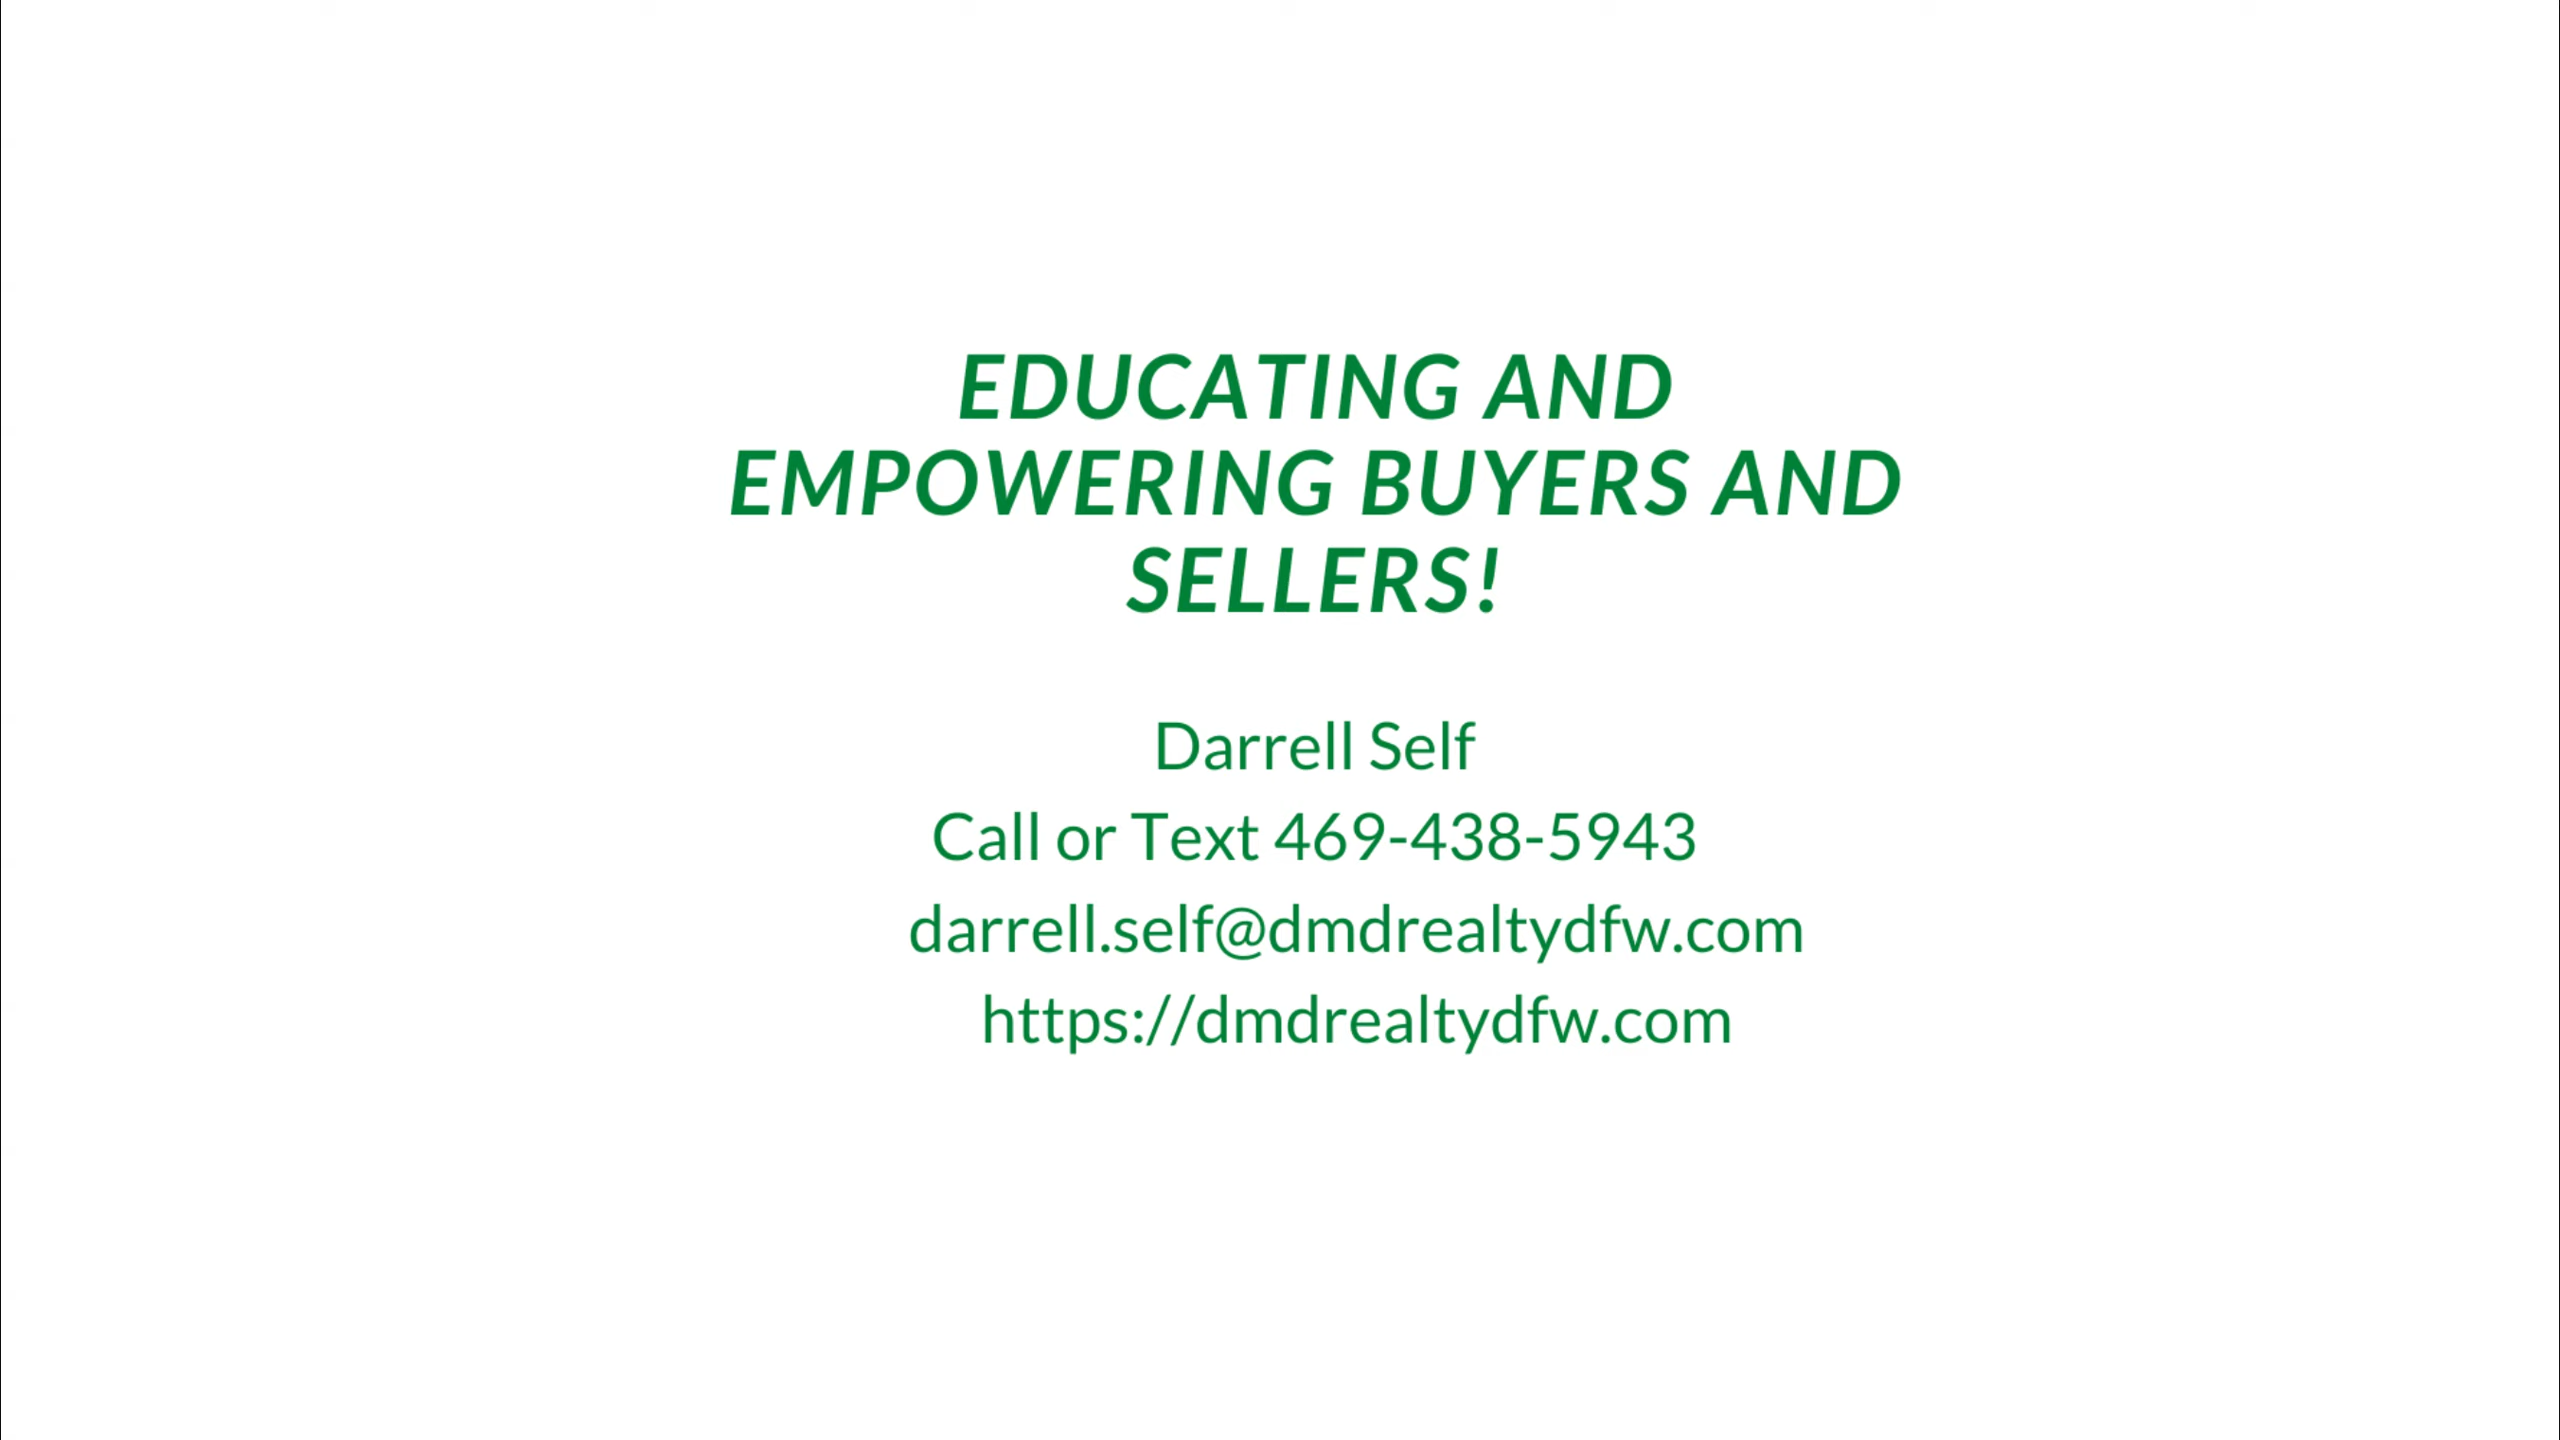 EDUCATING AND
EMPOWERING BUYERS AND
SELLERS!
Darrell Self
Call or Text 469-438-5943
darrell.self@dmdrealtydfw.com
https://dmdrealtydfw.com